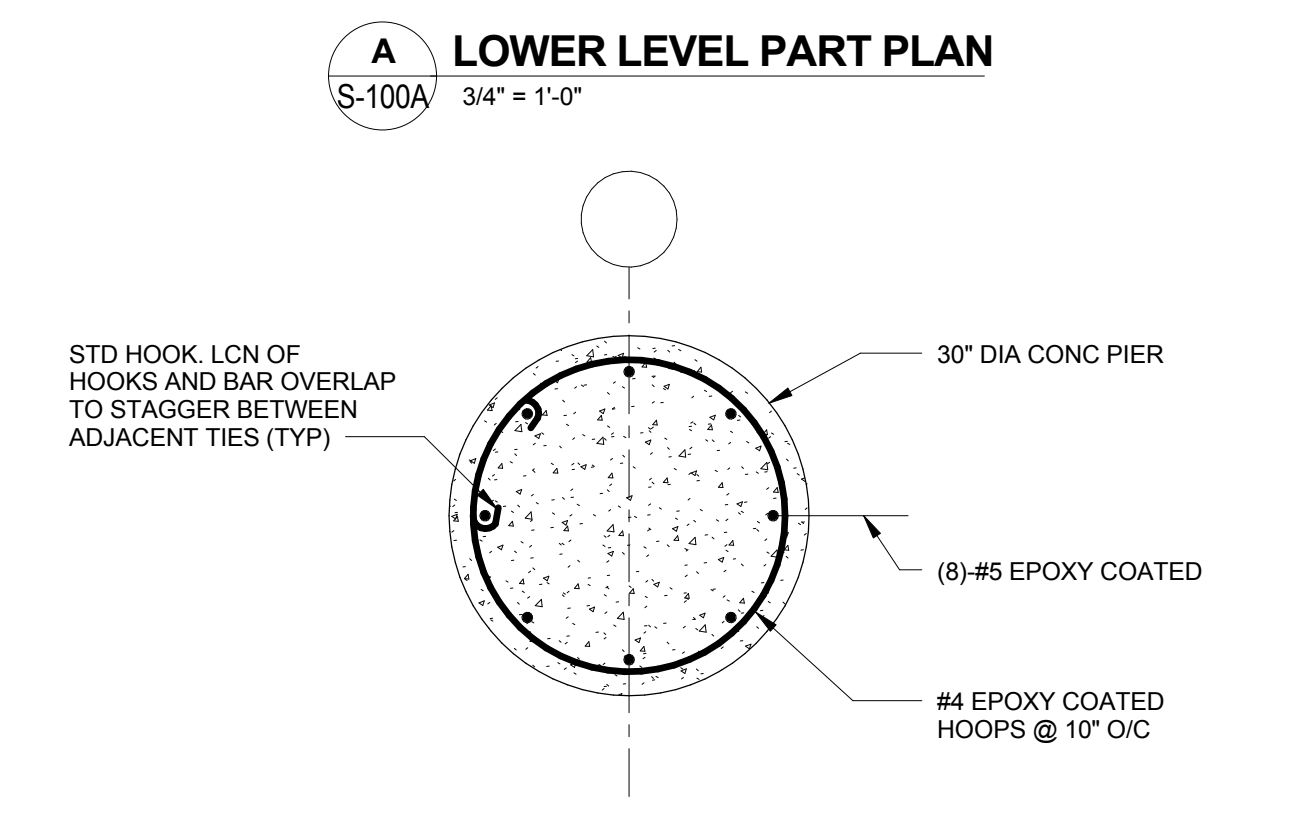 A
S-100A
LOWER LEVEL PART PLAN
3/4" = 1'-0"
STD HOOK. LCN OF
HOOKS AND BAR OVERLAP
TO STAGGER BETWEEN
ADJACENT TIES (TYP)
30" DIA CONC PIER
(8)-#5 EPOXY COATED
#4 EPOXY COATED
HOOPS @ 10" O/C